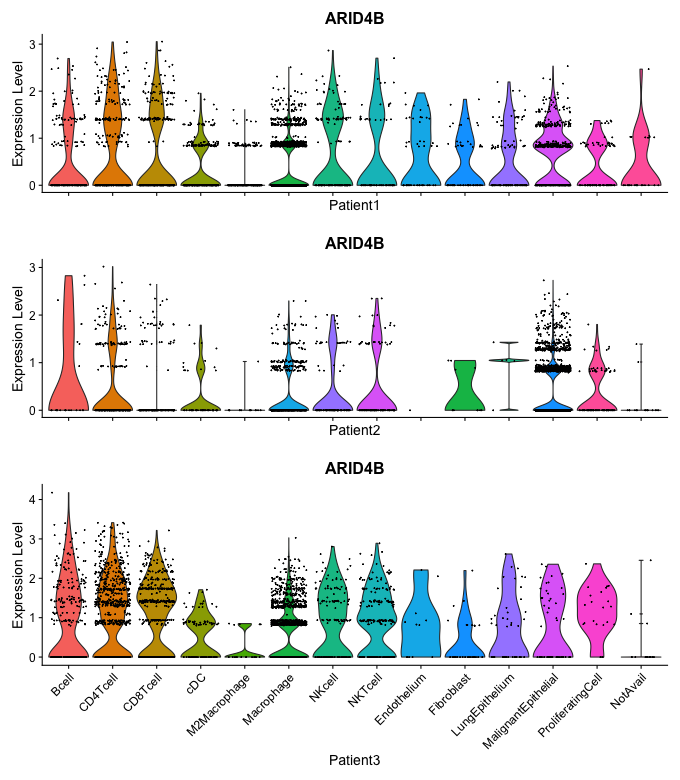 ARID4B
Expression Level
3
2
1
0
Patient1
ARID4B
Expression Level
3
2
1
0
Patient2
ARID4B
Expression Level
4
3
2
1
0
Bcell
CD4Tcell
CD8Tcell
cDC
M2Macrophage
Macrophage
NKcell
NKTcell
Endothelium
Fibroblast
LungEpithelium
MalignantEpithelial
ProliferatingCell
NotAvail
Patient3